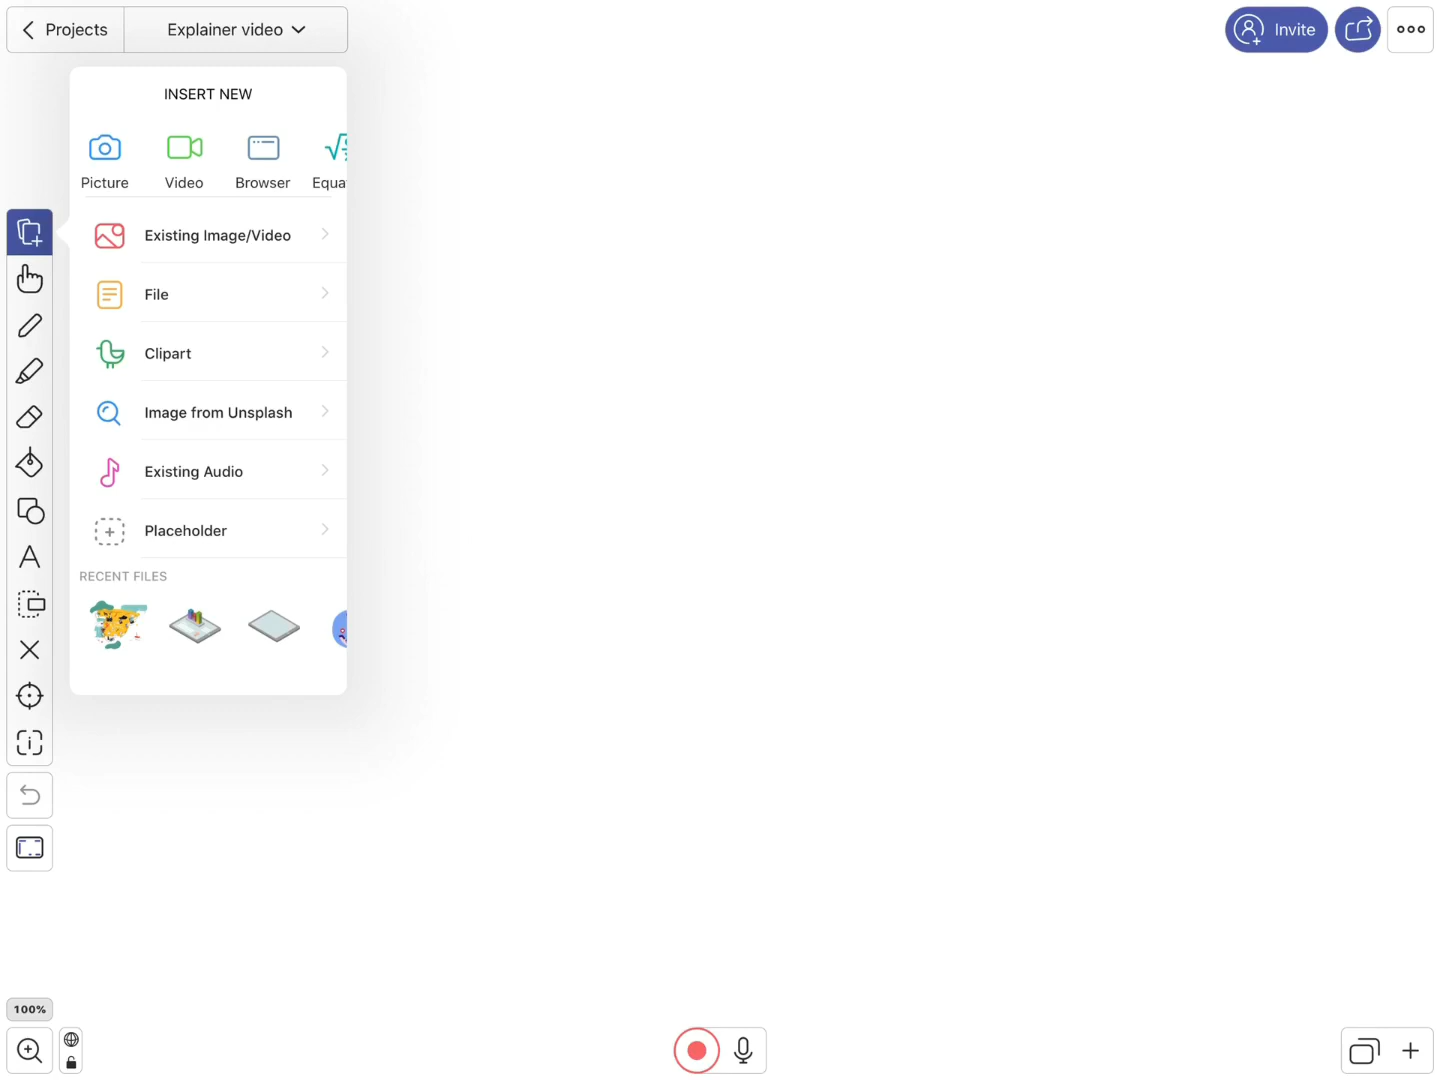 Projects
Explainer video
Invite
INSERT NEW
Picture
Video
Browser
Equa
Existing Image/Video
File
Clipart
Image from Unsplash
Existing Audio
Placeholder
RECENT FILES
100%